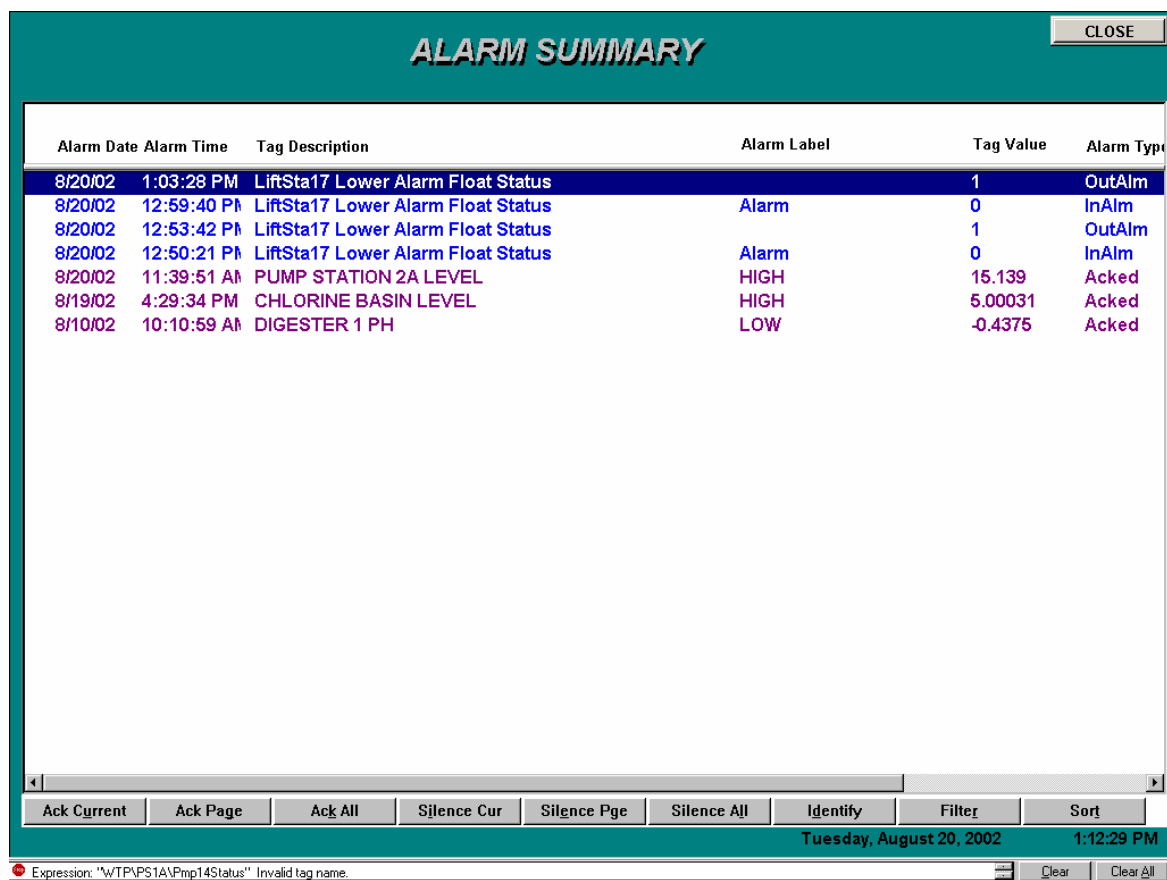 CLOSE
ALARM SUMMARY
Alarm Date Alarm Time Tag Description Alarm Label Tag Value Alarm Type
8/20/02 1:03:28 PM LiftSta17 Lower Alarm Float Status 1 OutAlm
8/20/02 12:59:40 PM LiftSta17 Lower Alarm Float Status Alarm 0 InAlm
8/20/02 12:53:42 PM LiftSta17 Lower Alarm Float Status 1 OutAlm
8/20/02 12:50:21 PM LiftSta17 Lower Alarm Float Status Alarm 0 InAlm
8/20/02 11:39:51 AM PUMP STATION 2A LEVEL HIGH 15.139 Acked
8/19/02 4:29:34 PM CHLORINE BASIN LEVEL HIGH 5.00031 Acked
8/10/02 10:10:59 AM DIGESTER 1 PH LOW -0.4375 Acked
Ack Current Ack Page Ack All Silence Cur Silence Pge Silence All Identify Filter Sort
Tuesday, August 20, 2002 1:12:29 PM
Expression: "WTP\PS1A\Pmp14Status" Invalid tag name. Clear Clear All